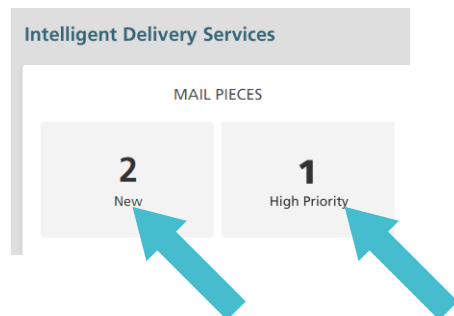 Intelligent Delivery Services
MAIL PIECES
2 1
New High Priority